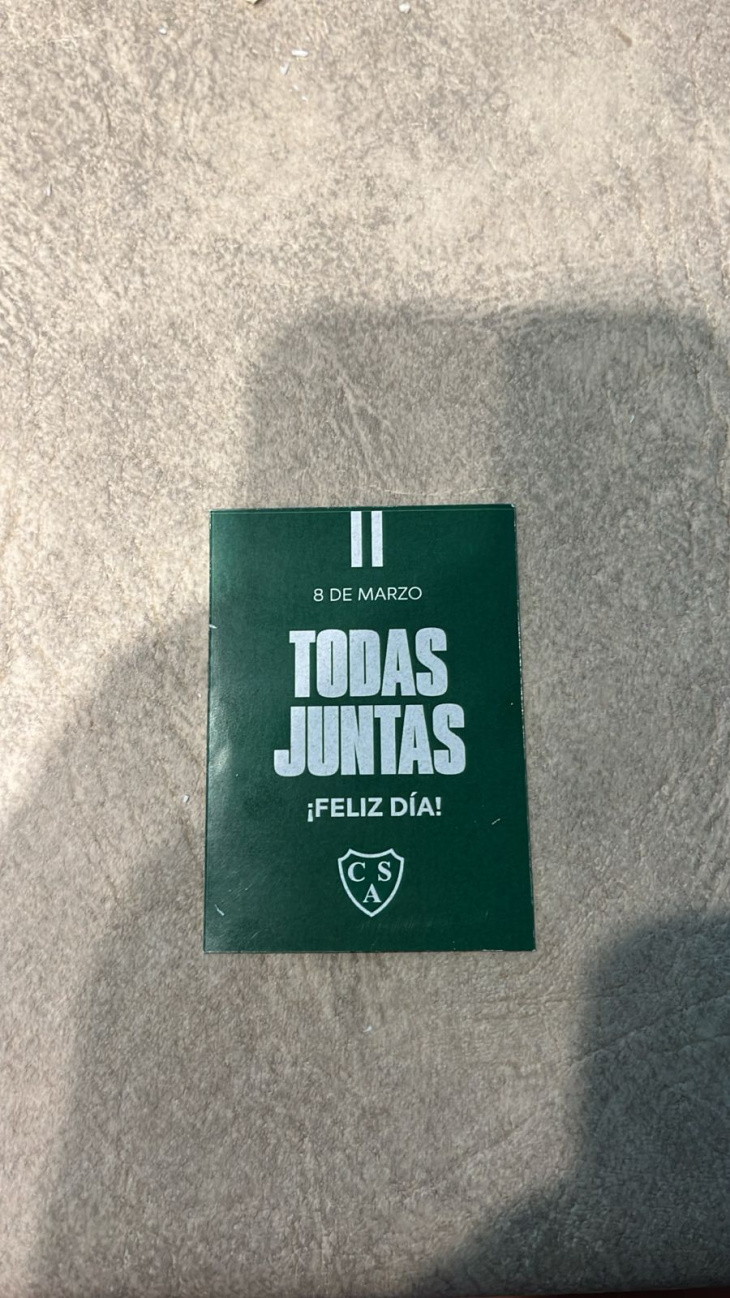 8 DE MARZO
TODAS
JUNTAS
¡FELIZ DÍA!
C S
A